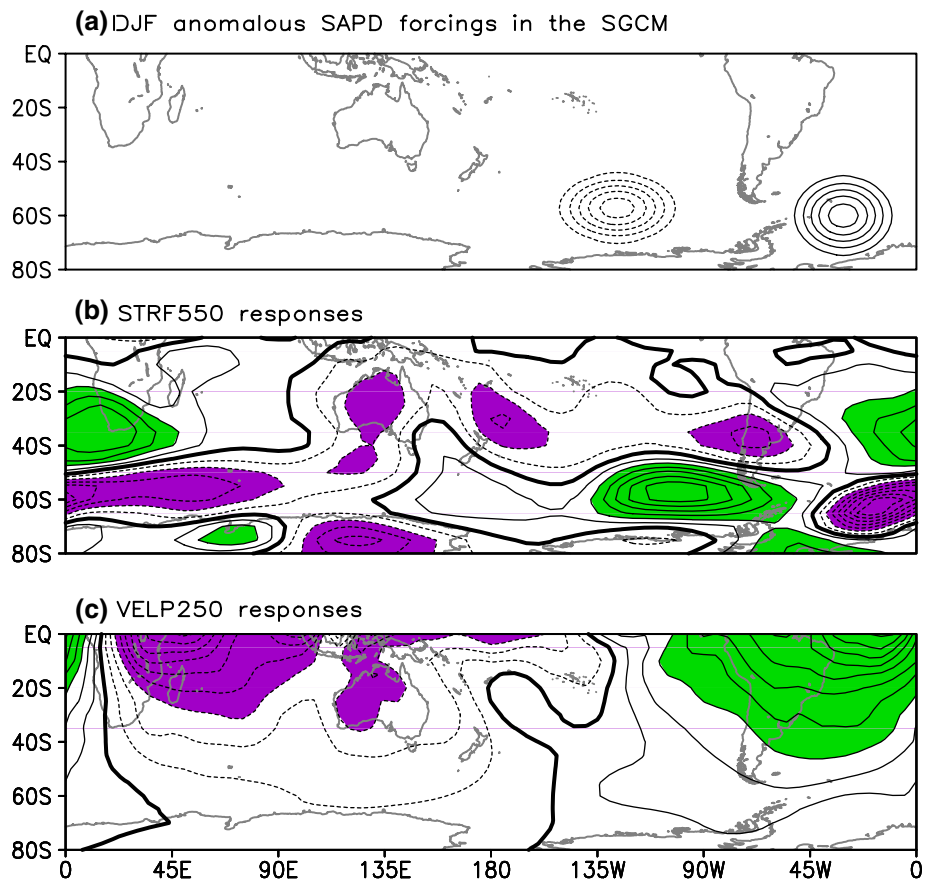 (a) DJF anomalous SAPD forcings in the SGCM
EQ
20S
40S
60S
80S
(b) STRF550 responses
EQ
20S
40S
60S
80S
(c) VELP250 responses
EQ
20S
40S
60S
80S
0 45E 90E 135E 180 135W 90W 45W 0